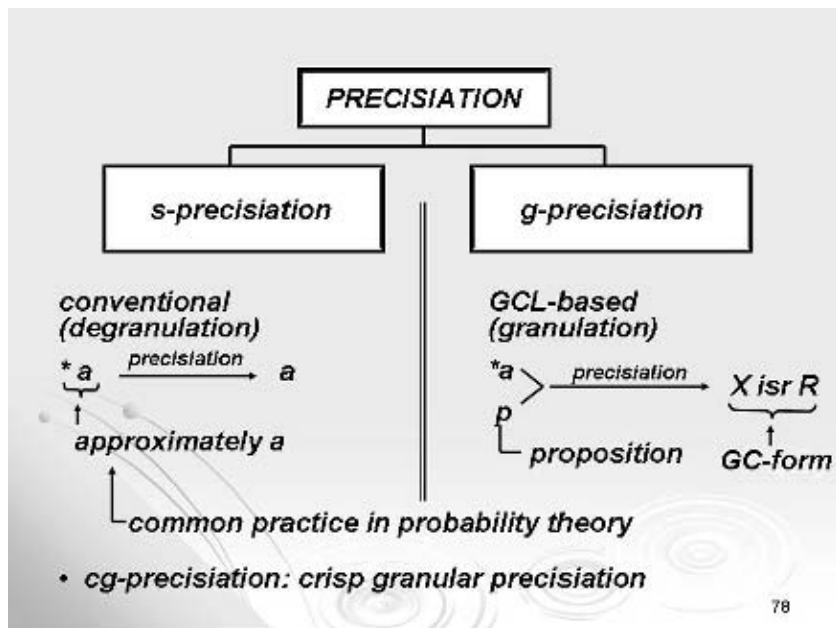 PRECISIATION
s-precisiation
g-precisiation
conventional
(degranulation)
*a precisiation a
approximately a
common practice in probability theory
GCL-based
(granulation)
*a precisiation X isr R
p
proposition
GC-form
• cg-precisiation: crisp granular precisiation
78